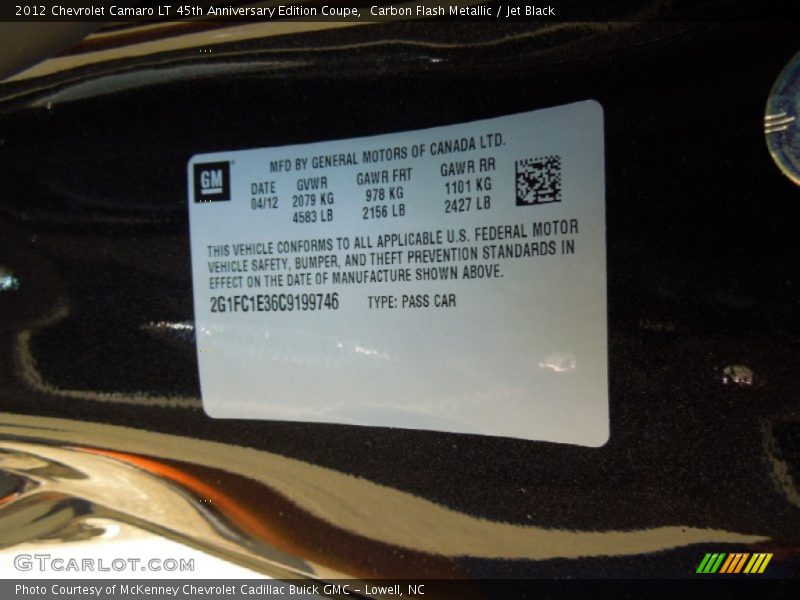 2012 Chevrolet Camaro LT 45th Anniversary Edition Coupe,  Carbon Flash Metallic / Jet Black
GM
MFD BY GENERAL MOTORS OF CANADA LTD.
DATE GVWR GAWR FRT GAWR RR
04/12 2079 KG 978 KG 1101 KG
4583 LB 2156 LB 2427 LB
THIS VEHICLE CONFORMS TO ALL APPLICABLE U.S. FEDERAL MOTOR
VEHICLE SAFETY, BUMPER, AND THEFT PREVENTION STANDARDS IN
EFFECT ON THE DATE OF MANUFACTURE SHOWN ABOVE.
2G1FC1E36C9199746 TYPE: PASS CAR
GTCARLOT.COM
Photo Courtesy of McKenney Chevrolet Cadillac Buick GMC - Lowell, NC